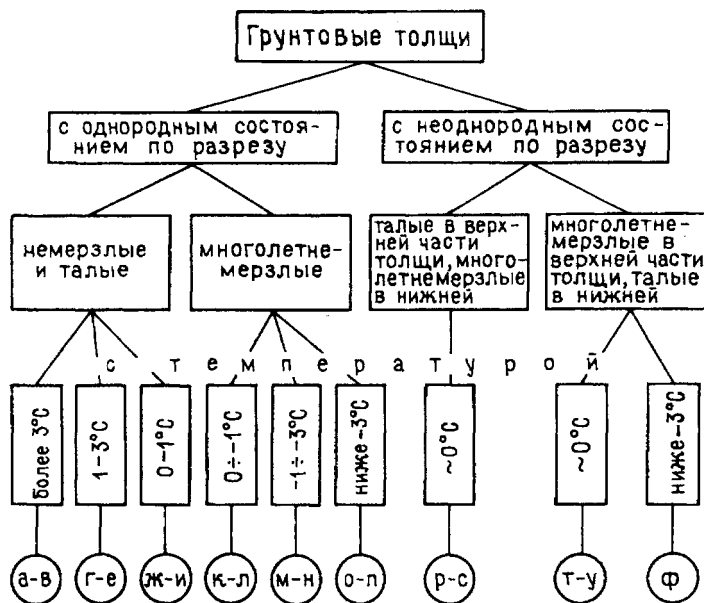 Грунтовые толщи
с однородным состоя-
нием по разрезу
с неоднородным сос-
тоянием по разрезу
немерзлые
и талые
многолетне-
мерзлые
талые в верх-
ней части
толщи, много-
летнемерзлые
в нижней
многолетне-
мерзлые в
верхней части
толщи, талые
в нижней
с температурой
более 3°С
1-3°С
0-1°С
0÷-1°С
-1÷-3°С
ниже-3°С
~0°С
~0°С
ниже-3°С
а-в
г-е
ж-и
к-л
м-н
о-п
р-с
т-у
ф